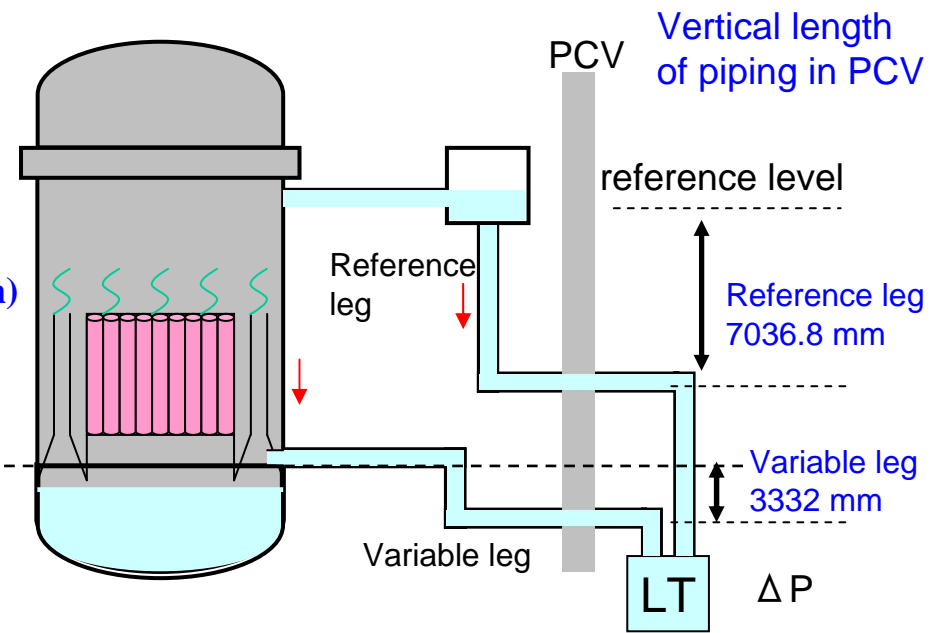 Vertical length
of piping in PCV
PCV
reference level
Reference
leg
n)
Reference leg
7036.8 mm
Variable leg
3332 mm
Variable leg
LT
Δ P